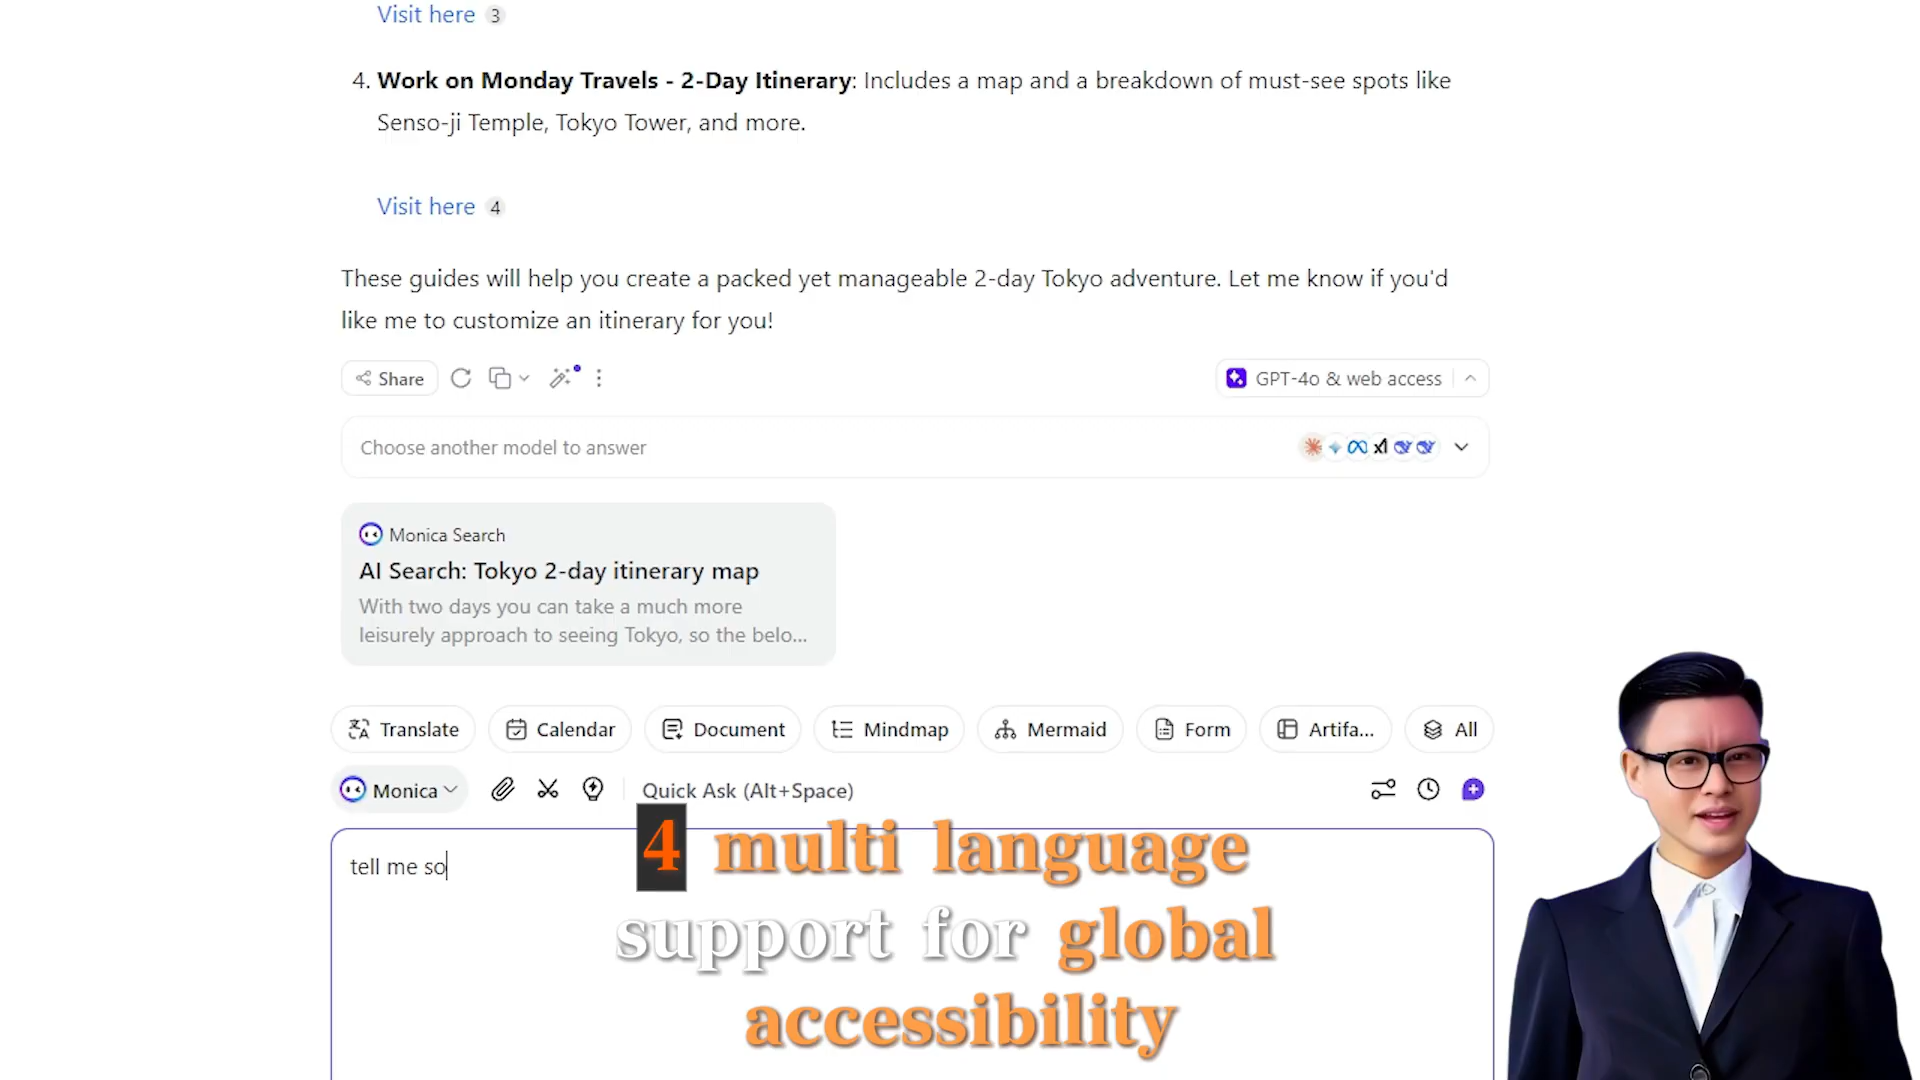 Visit here 3
4. Work on Monday Travels - 2-Day Itinerary: Includes a map and a breakdown of must-see spots like
Senso-ji Temple, Tokyo Tower, and more.
Visit here 4
These guides will help you create a packed yet manageable 2-day Tokyo adventure. Let me know if you'd
like me to customize an itinerary for you!
Share
GPT-4o & web access
Choose another model to answer
Monica Search
AI Search: Tokyo 2-day itinerary map
With two days you can take a much more
leisurely approach to seeing Tokyo, so the belo...
Translate Calendar Document Mindmap Mermaid Form Artifa... All
Monica Quick Ask (Alt+Space)
tell me so
4 multi language
support for global
accessibility